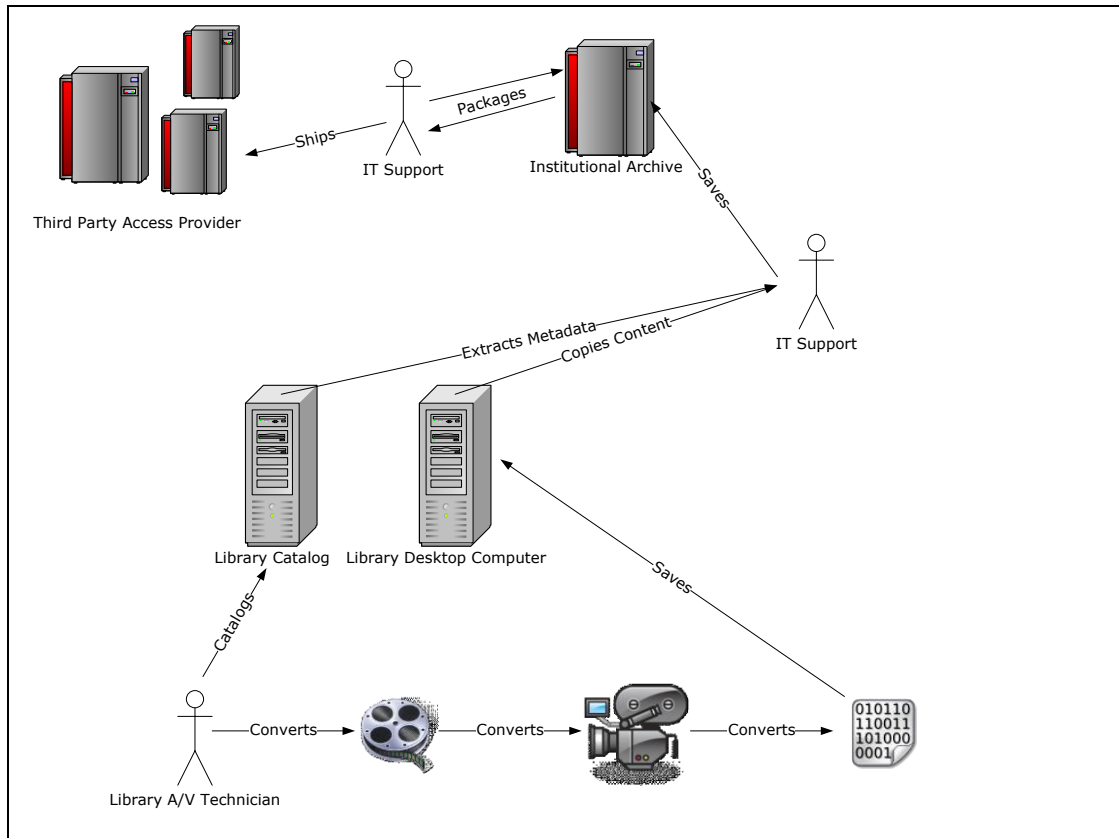 Packages
Ships
IT Support
Institutional Archive
Third Party Access Provider
Saves
IT Support
Extracts Metadata
Copies Content
Library Catalog
Library Desktop Computer
Saves
Catalogs
010110
110011
101000
0001
Converts
Converts
Converts
Library A/V Technician